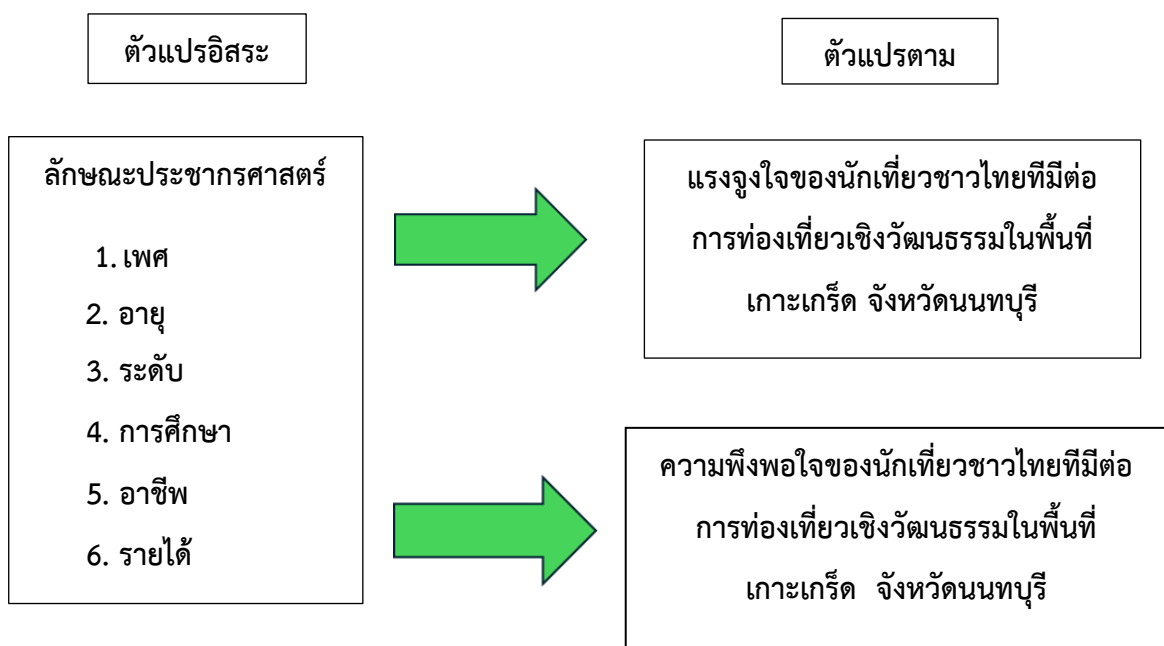 ตัวแปรอิสระ
ตัวแปรตาม
ลักษณะประชากรศาสตร์
1. เพศ
2. อายุ
3. ระดับ
4. การศึกษา
5. อาชีพ
6. รายได้
แรงจูงใจของนักเที่ยวชาวไทยทีมีต่อ
การท่องเที่ยวเชิงวัฒนธรรมในพื้นที่
เกาะเกร็ด จังหวัดนนทบุรี
ความพึงพอใจของนักเที่ยวชาวไทยทีมีต่อ
การท่องเที่ยวเชิงวัฒนธรรมในพื้นที่
เกาะเกร็ด จังหวัดนนทบุรี